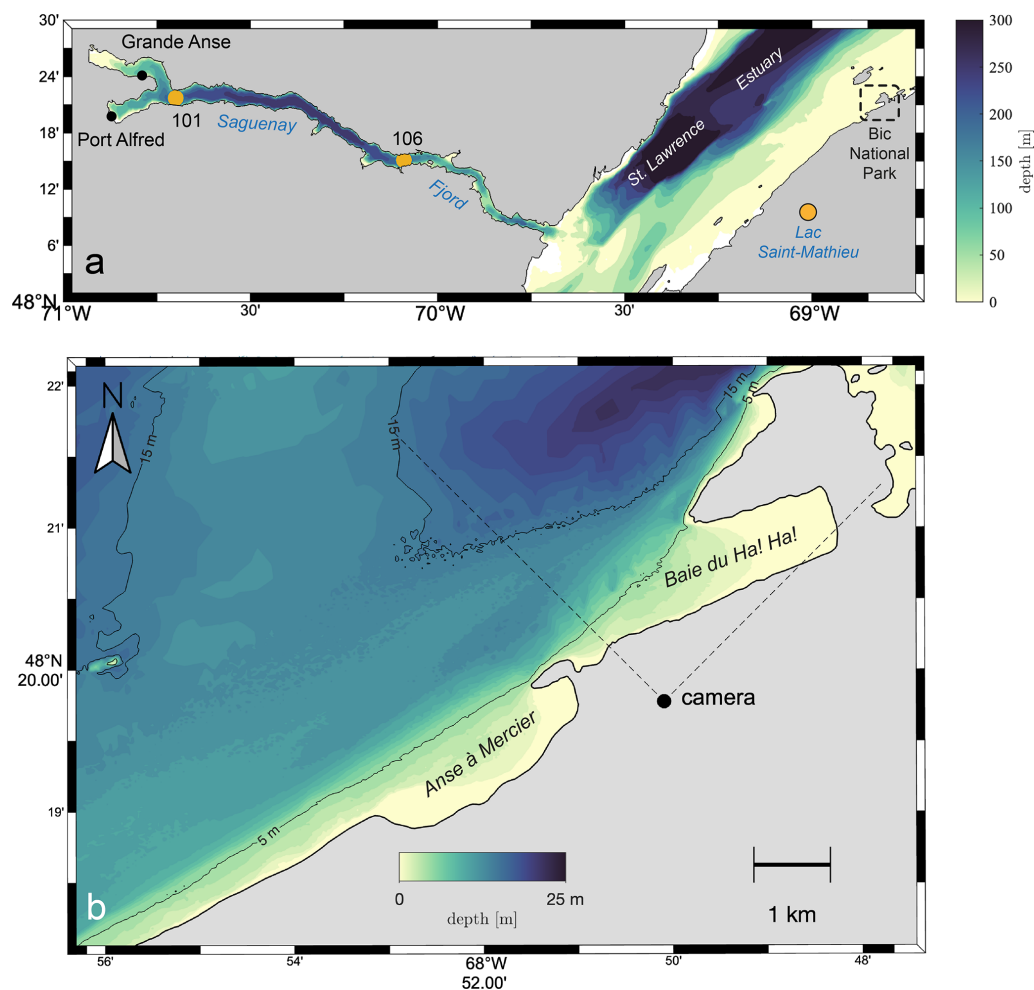 30'
24'
18'
12'
6'
48°N
71°W
30'
70°W
30'
69°W
Grande Anse
Port Alfred
101
Saguenay
106
Fjord
St. Lawrence
Estuary
Bic
National
Park
Lac
Saint-Mathieu
a
300
250
200
150
100
50
0
depth [m]
22'
21'
48°N
20.00'
19'
N
15 m
15 m
15 m
5 m
Baie du Ha! Ha!
camera
Anse à Mercier
5 m
b
0
25 m
depth [m]
1 km
56'
54'
68°W
52.00'
50'
48'